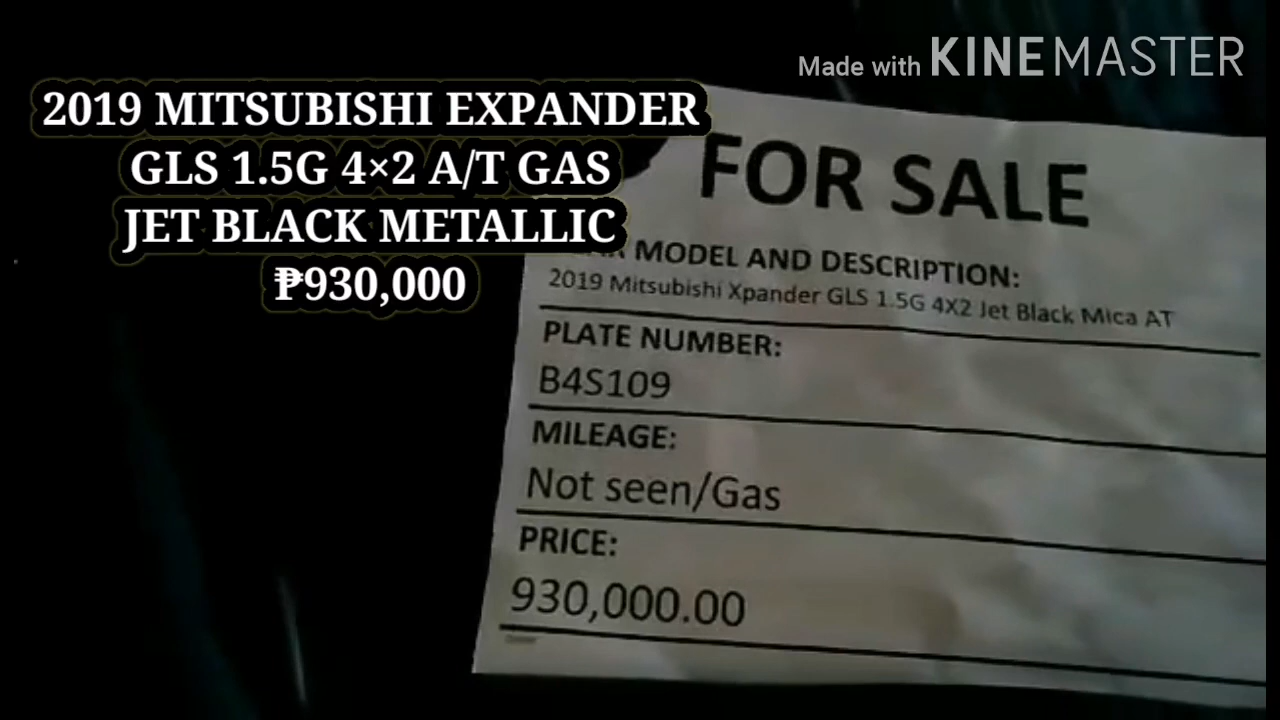 Made with KINEMASTER
2019 MITSUBISHI EXPANDER
GLS 1.5G 4×2 A/T GAS
JET BLACK METALLIC
₱930,000
FOR SALE
MODEL AND DESCRIPTION:
2019 Mitsubishi Xpander GLS 1.5G 4X2 Jet Black Mica AT
PLATE NUMBER:
B4S109
MILEAGE:
Not seen/Gas
PRICE:
930,000.00